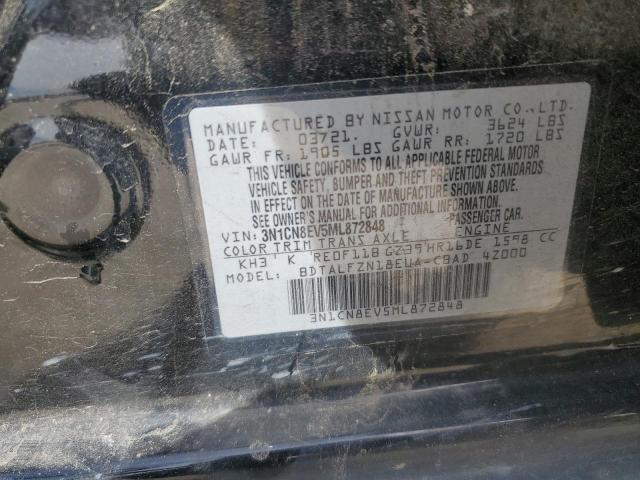 MANUFACTURED BY NISSAN MOTOR CO.,LTD.
DATE: 03/21. GVWR: 3624 LBS
GAWR FR: 1905 LBS GAWR RR: 1720 LBS
THIS VEHICLE CONFORMS TO ALL APPLICABLE FEDERAL MOTOR
VEHICLE SAFETY, BUMPER AND THEFT PREVENTION STANDARDS
IN EFFECT ON THE DATE OF MANUFACTURE SHOWN ABOVE.
SEE OWNER'S MANUAL FOR ADDITIONAL INFORMATION.
VIN: 3N1CN8EV5ML872848 PASSENGER CAR.
COLOR TRIM TRANS AXLE ENGINE
KH3 K RE0F11B GZ39 HR16DE 1598 CC
MODEL: BDTALFZN18EUA-CBAD 4Z000
3N1CN8EV5ML872848